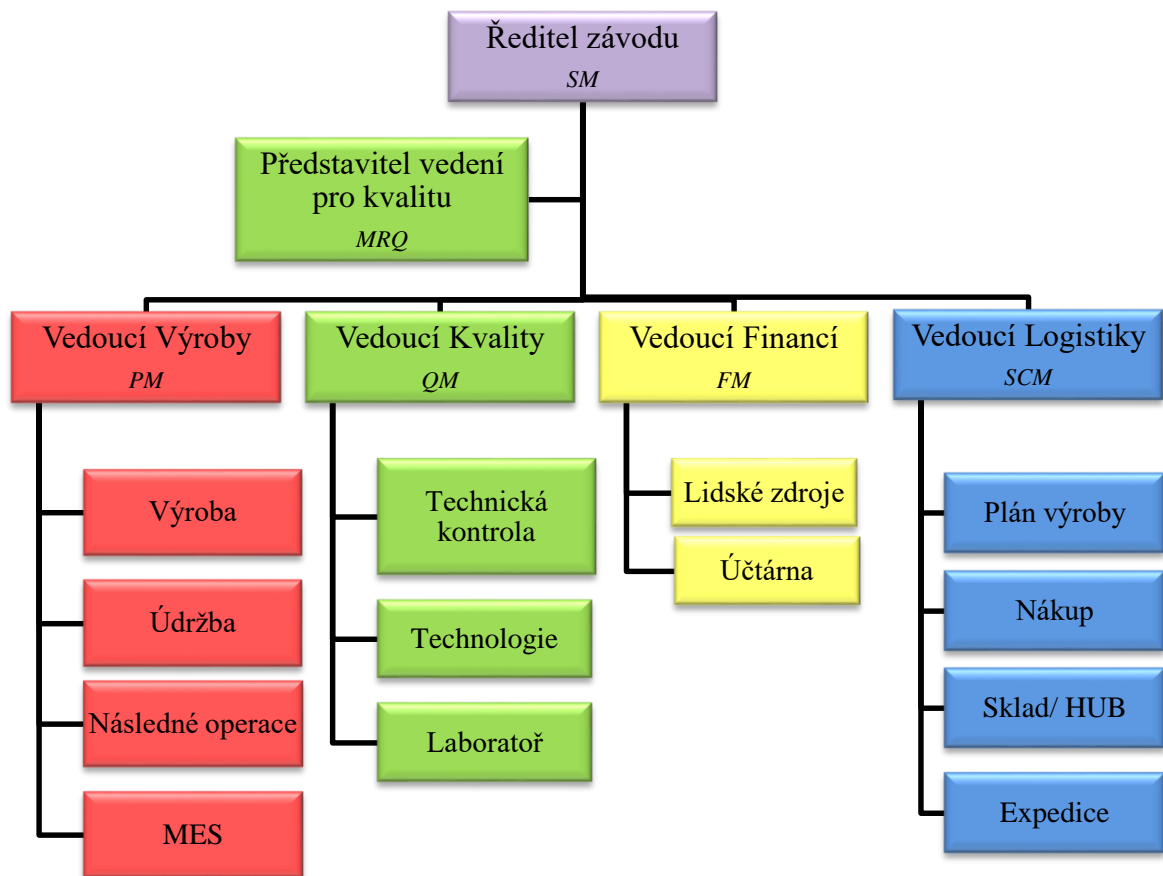 Ředitel závodu
SM
Představitel vedení
pro kvalitu
MRQ
Vedoucí Výroby
PM
Vedoucí Kvality
QM
Vedoucí Financí
FM
Vedoucí Logistiky
SCM
Výroba
Údržba
Následné operace
MES
Technická
kontrola
Technologie
Laboratoř
Lidské zdroje
Účtárna
Plán výroby
Nákup
Sklad/ HUB
Expedice